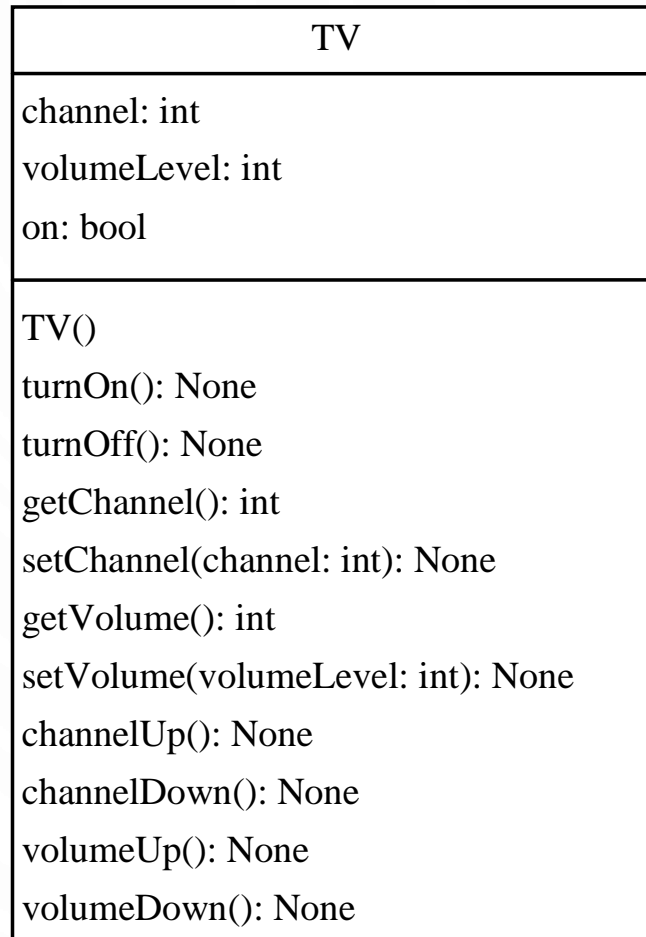 TV
channel: int
volumeLevel: int
on: bool
TV()
turnOn(): None
turnOff(): None
getChannel(): int
setChannel(channel: int): None
getVolume(): int
setVolume(volumeLevel: int): None
channelUp(): None
channelDown(): None
volumeUp(): None
volumeDown(): None